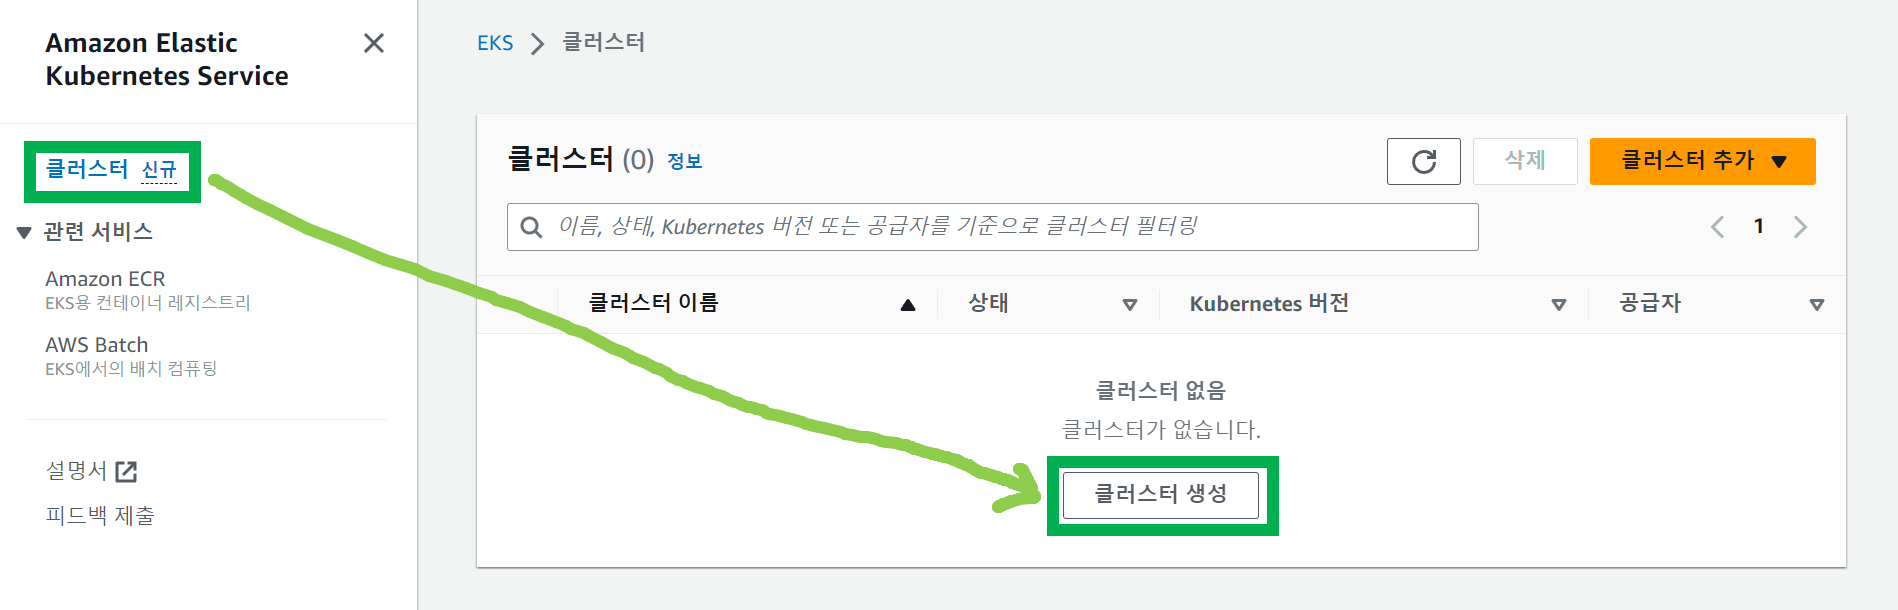 Amazon Elastic
Kubernetes Service
클러스터 신규
관련 서비스
Amazon ECR
EKS용 컨테이너 레지스트리
AWS Batch
EKS에서의 배치 컴퓨팅
설명서
피드백 제출
EKS 클러스터
클러스터 (0) 정보
삭제
클러스터 추가
이름, 상태, Kubernetes 버전 또는 공급자를 기준으로 클러스터 필터링
1
클러스터 이름 상태 Kubernetes 버전 공급자
클러스터 없음
클러스터가 없습니다.
클러스터 생성